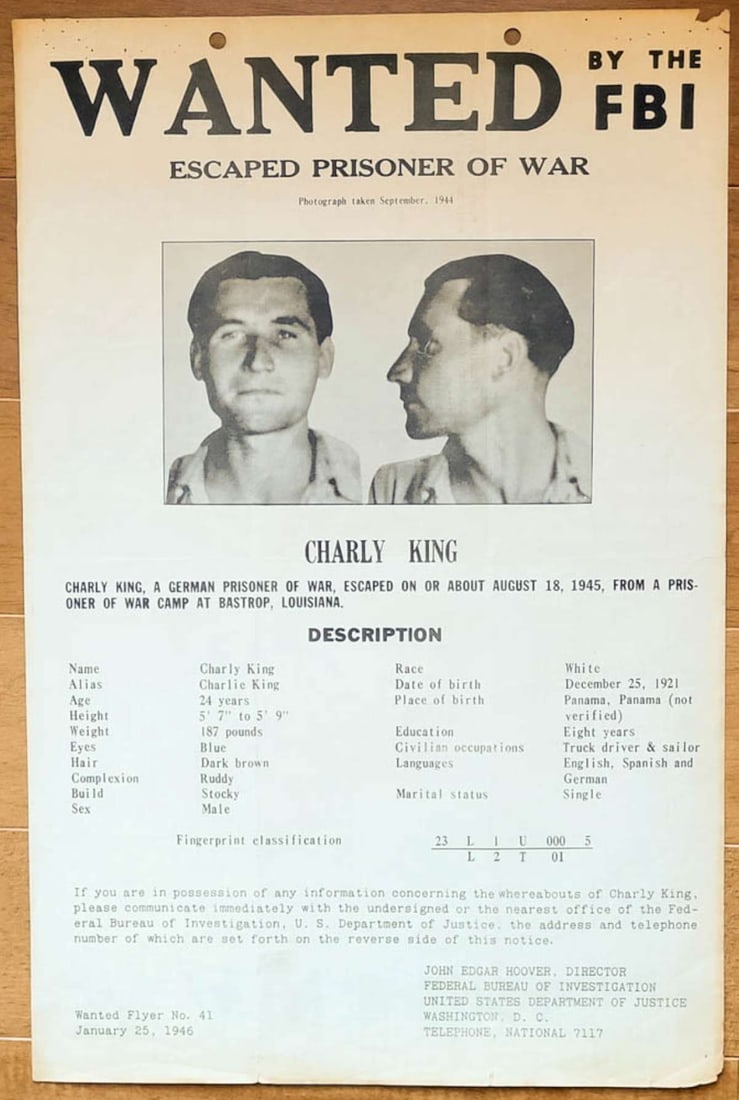 WANTED BY THE FBI
ESCAPED PRISONER OF WAR
Photograph taken September, 1944
CHARLY KING
CHARLY KING, A GERMAN PRISONER OF WAR, ESCAPED ON OR ABOUT AUGUST 18, 1945, FROM A PRIS-
ONER OF WAR CAMP AT BASTROP, LOUISIANA.
DESCRIPTION
Name Charly King
Alias Charlie King
Age 24 years
Height 5' 7" to 5' 9"
Weight 187 pounds
Eyes Blue
Hair Dark brown
Complexion Ruddy
Build Stocky
Sex Male
Race White
Date of birth December 25, 1921
Place of birth Panama, Panama (not
verified)
Education Eight years
Civilian occupations Truck driver & sailor
Languages English, Spanish and
German
Marital status Single
Fingerprint classification 23 L 1 U 000 5
L 2 T 01
If you are in possession of any information concerning the whereabouts of Charly King,
please communicate immediately with the undersigned or the nearest office of the Fed-
eral Bureau of Investigation, U. S. Department of Justice, the address and telephone
number of which are set forth on the reverse side of this notice.
JOHN EDGAR HOOVER, DIRECTOR
FEDERAL BUREAU OF INVESTIGATION
UNITED STATES DEPARTMENT OF JUSTICE
WASHINGTON, D. C.
TELEPHONE, NATIONAL 7117
Wanted Flyer No. 41
January 25, 1946